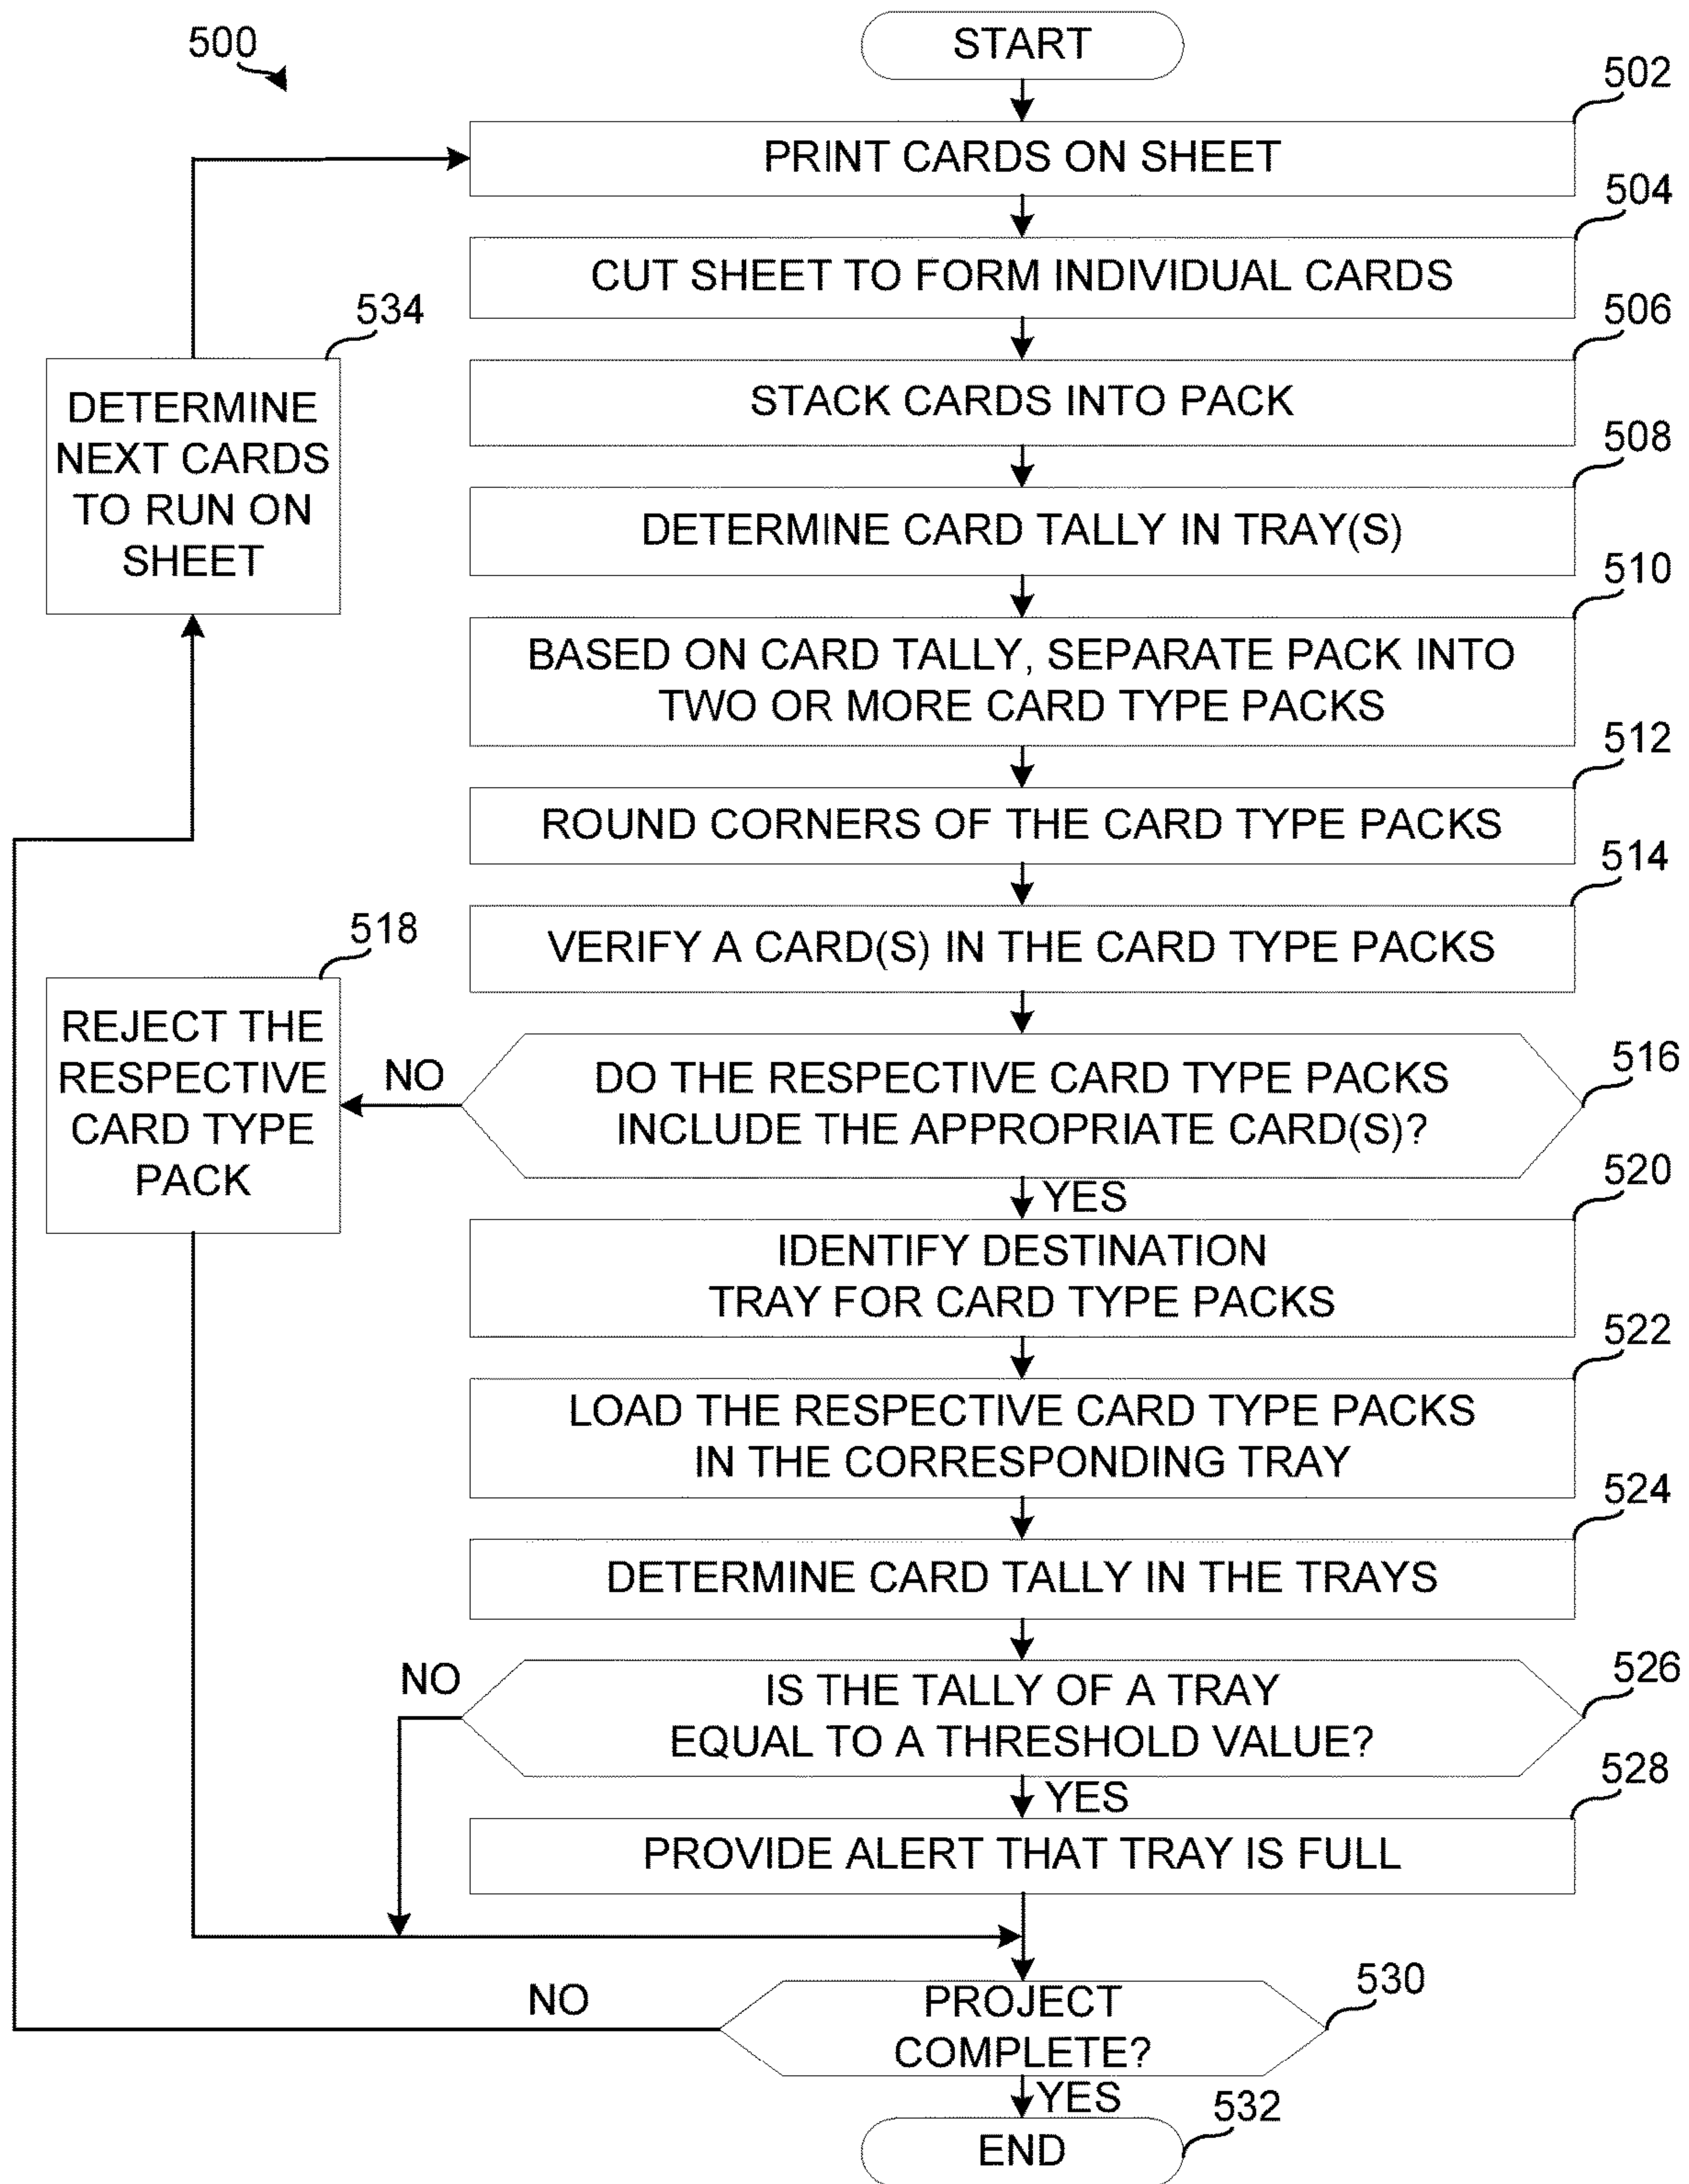 500
START
502
PRINT CARDS ON SHEET
504
CUT SHEET TO FORM INDIVIDUAL CARDS
506
STACK CARDS INTO PACK
534
DETERMINE
NEXT CARDS
TO RUN ON
SHEET
508
DETERMINE CARD TALLY IN TRAY(S)
510
BASED ON CARD TALLY, SEPARATE PACK INTO
TWO OR MORE CARD TYPE PACKS
512
ROUND CORNERS OF THE CARD TYPE PACKS
514
VERIFY A CARD(S) IN THE CARD TYPE PACKS
518
REJECT THE
RESPECTIVE
CARD TYPE
PACK
NO
516
DO THE RESPECTIVE CARD TYPE PACKS
INCLUDE THE APPROPRIATE CARD(S)?
YES
520
IDENTIFY DESTINATION
TRAY FOR CARD TYPE PACKS
522
LOAD THE RESPECTIVE CARD TYPE PACKS
IN THE CORRESPONDING TRAY
524
DETERMINE CARD TALLY IN THE TRAYS
NO
526
IS THE TALLY OF A TRAY
EQUAL TO A THRESHOLD VALUE?
YES
528
PROVIDE ALERT THAT TRAY IS FULL
NO
530
PROJECT
COMPLETE?
YES
532
END